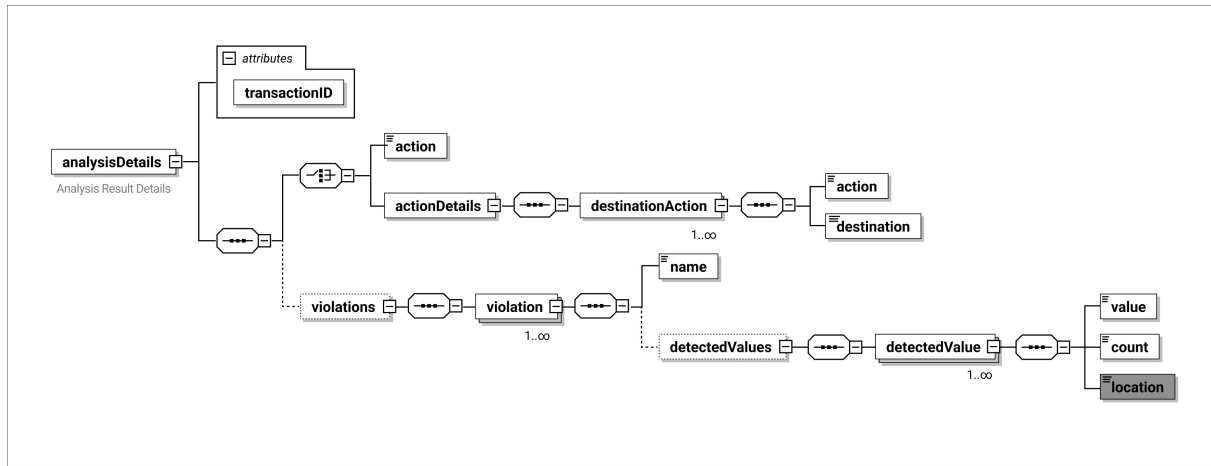 attributes
transactionID
analysisDetails
Analysis Result Details
action
actionDetails
destinationAction
1..∞
action
destination
violations
violation
1..∞
name
detectedValues
detectedValue
1..∞
value
count
location